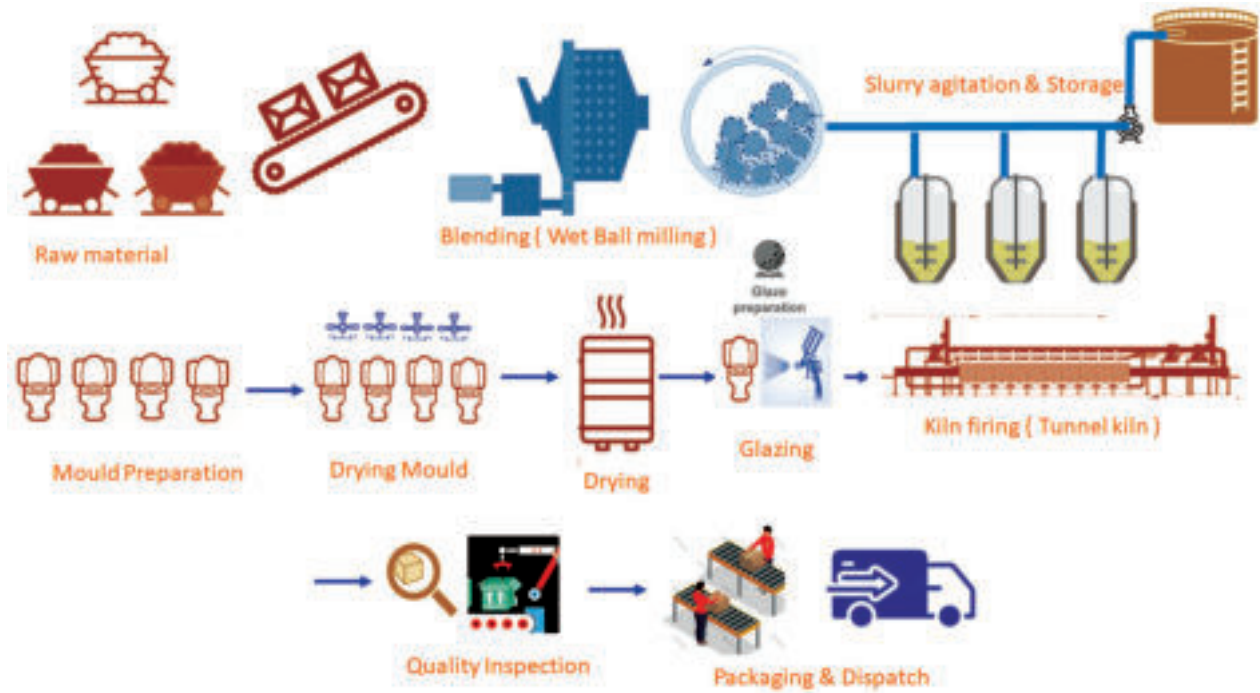 Slurry agitation & Storage
Blending ( Wet Ball milling )
Raw material
Glaze
preparation
Mould Preparation
Drying Mould
Drying
Glazing
Kiln firing ( Tunnel kiln )
Quality Inspection
Packaging & Dispatch